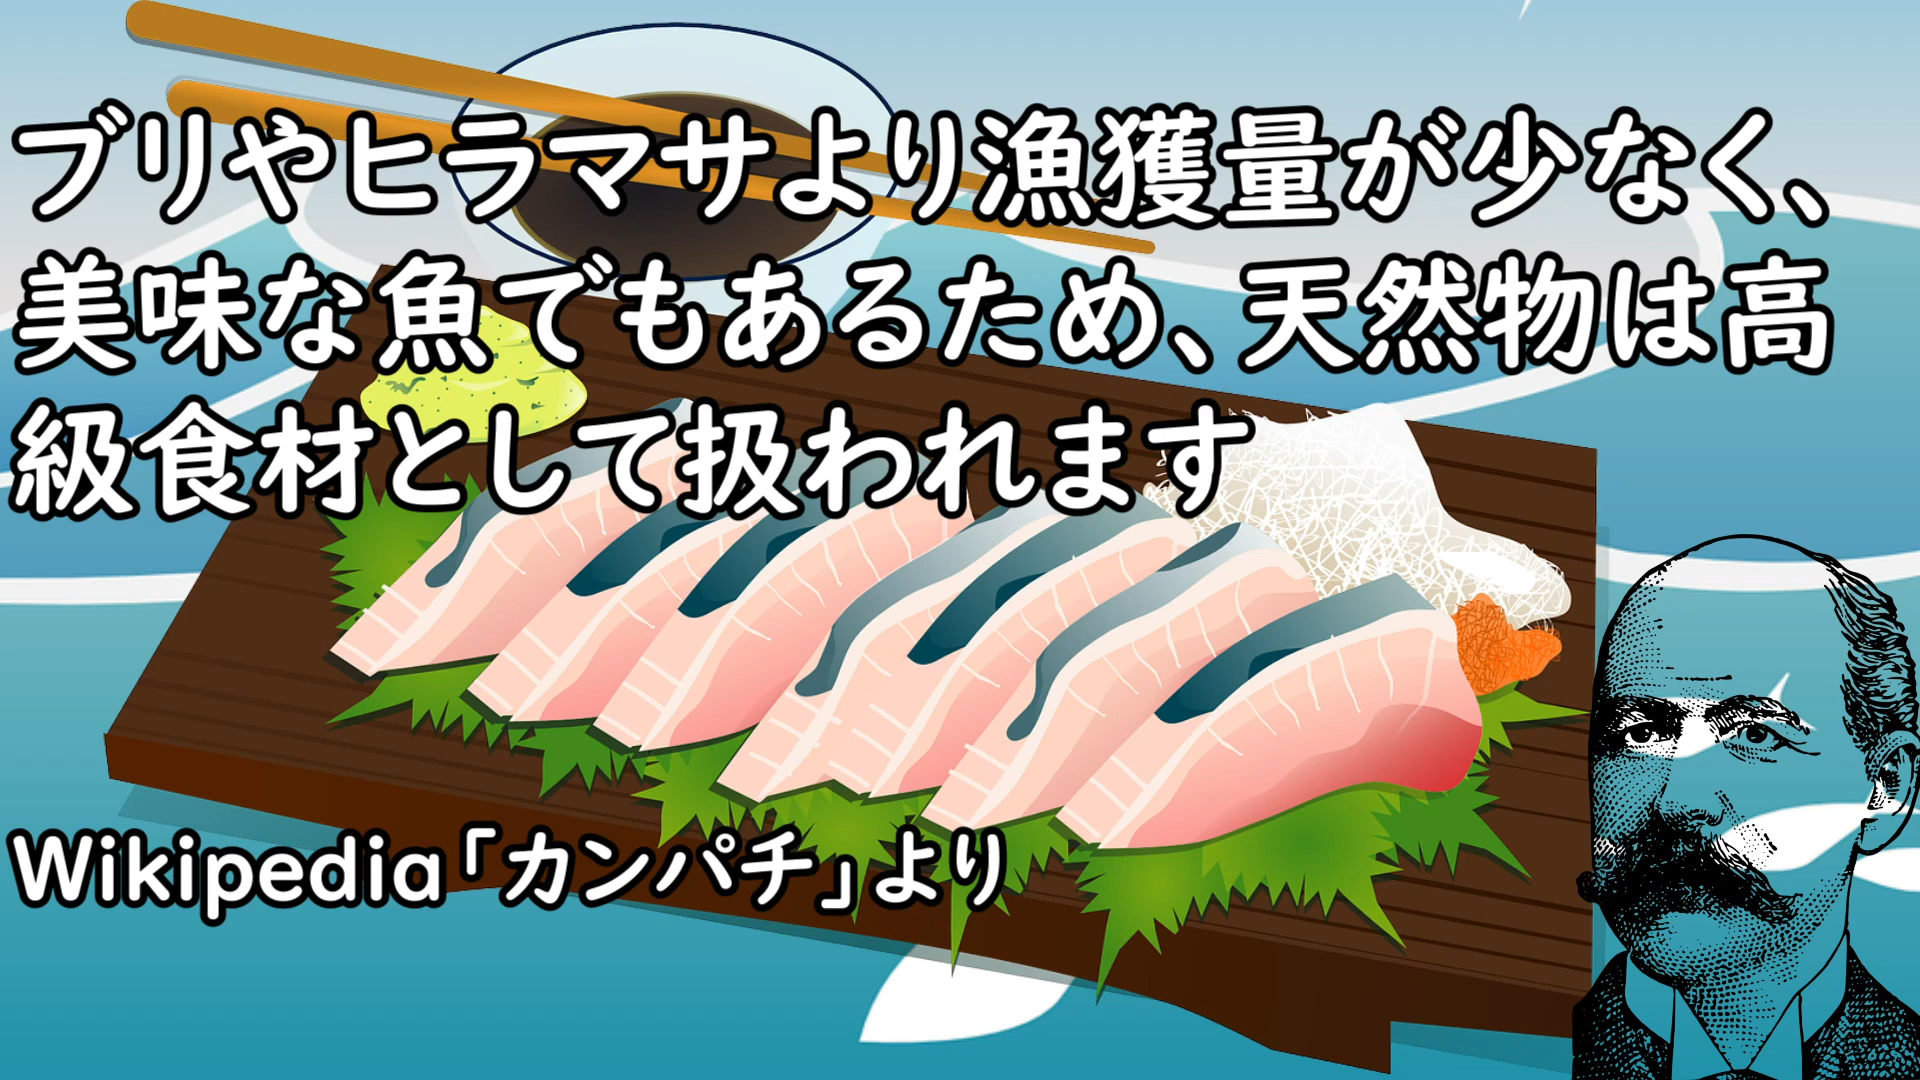 ブリやヒラマサより漁獲量が少なく、
美味な魚でもあるため、天然物は高
級食材として扱われます
Wikipedia「カンパチ」より